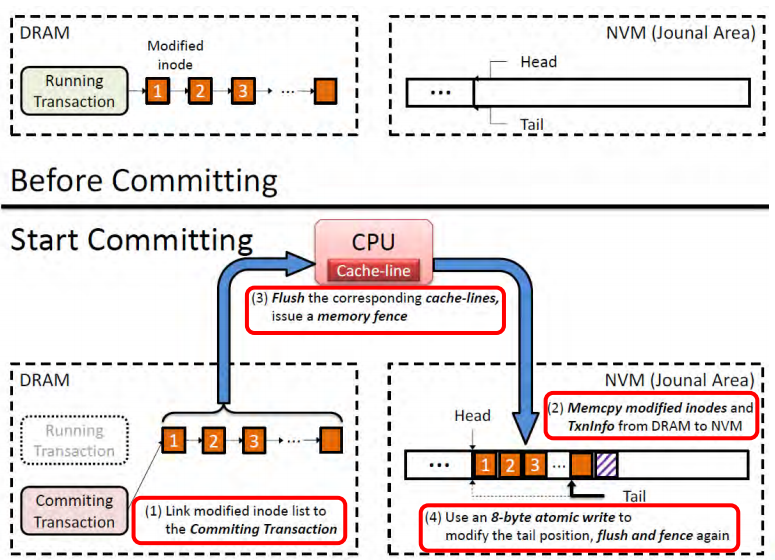 DRAM
Modified
inode
Running
Transaction
1
2
3
...
NVM (Jounal Area)
Head
...
Tail
Before Committing
Start Committing
CPU
Cache-line
(3) Flush the corresponding cache-lines,
issue a memory fence
DRAM
Running
Transaction
1
2
3
...
Commiting
Transaction
(1) Link modified inode list to
the Commiting Transaction
NVM (Jounal Area)
(2) Memcpy modified inodes and
TxnInfo from DRAM to NVM
Head
...
1
2
3
...
Tail
(4) Use an 8-byte atomic write to
modify the tail position, flush and fence again